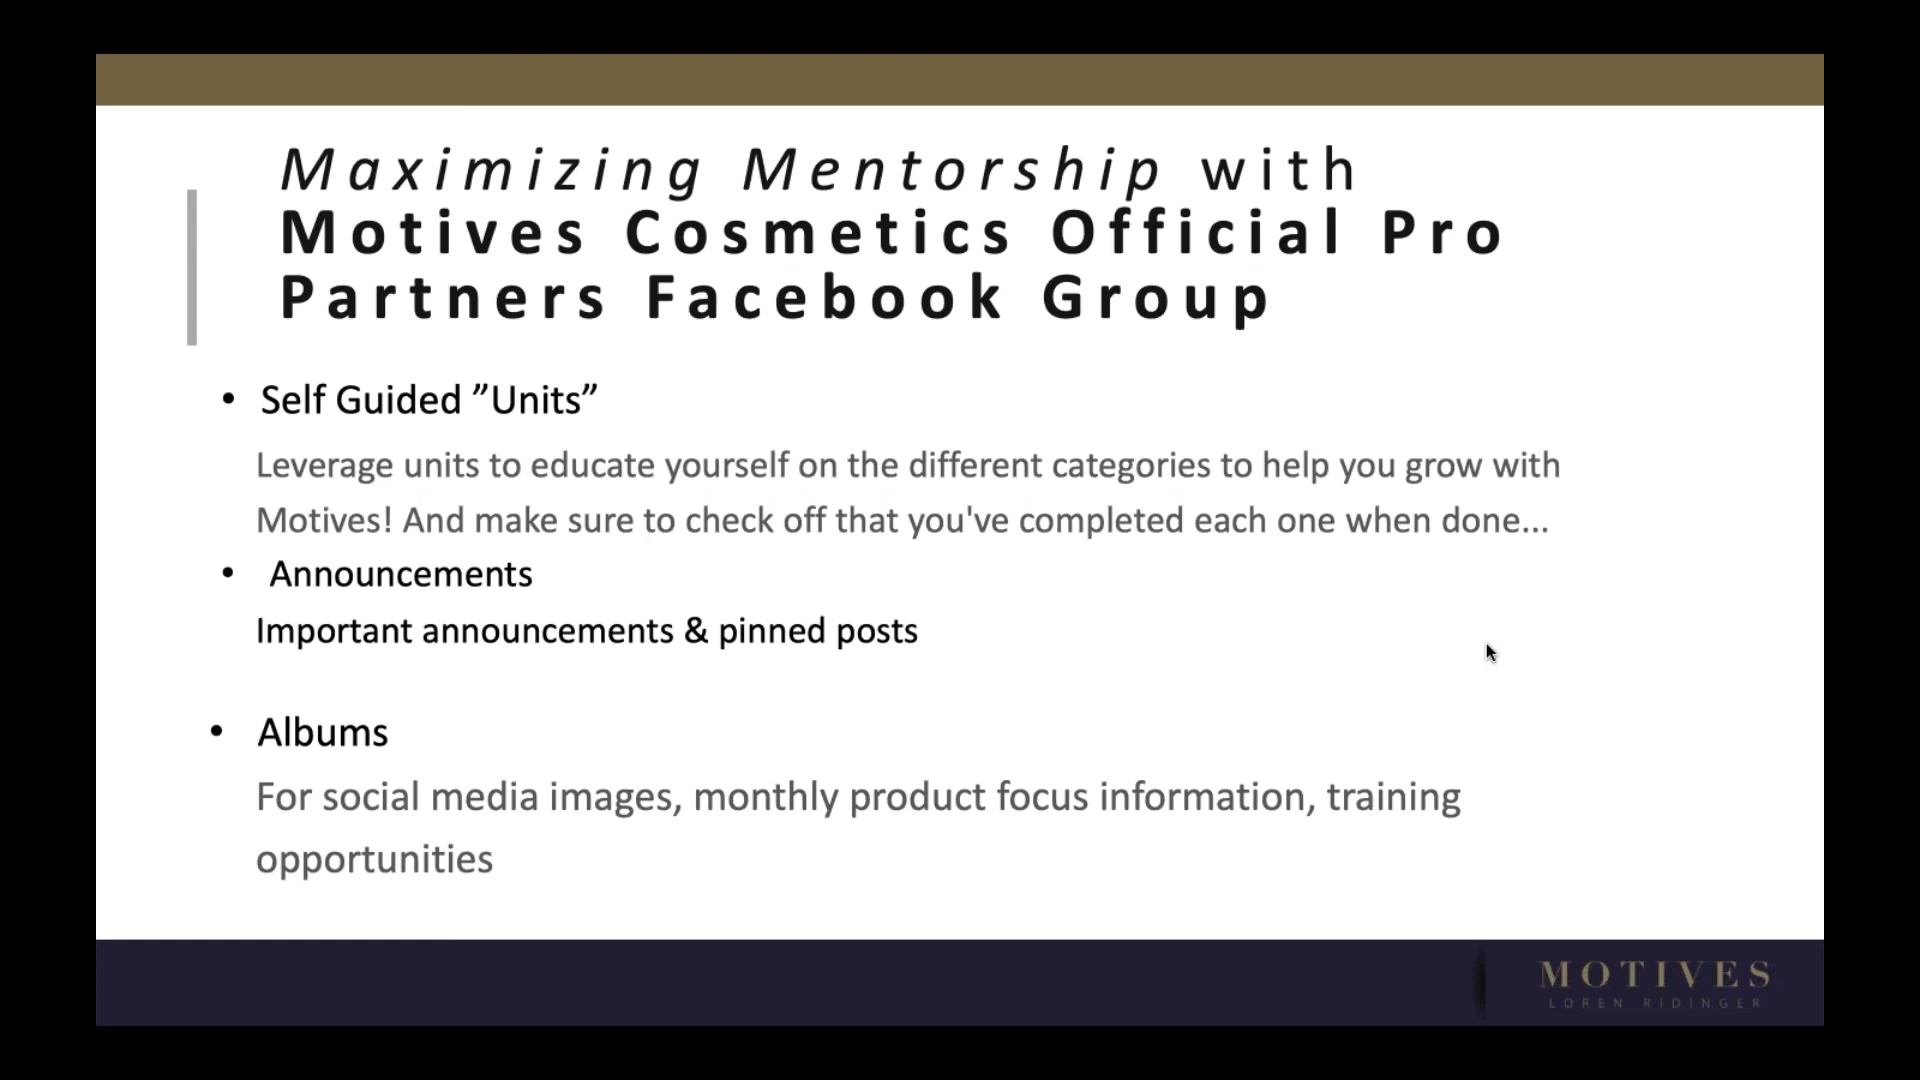 Maximizing Mentorship with
Motives Cosmetics Official Pro
Partners Facebook Group
• Self Guided ”Units”
Leverage units to educate yourself on the different categories to help you grow with
Motives! And make sure to check off that you've completed each one when done...
• Announcements
Important announcements & pinned posts
• Albums
For social media images, monthly product focus information, training
opportunities
MOTIVES
LOREN RIDINGER